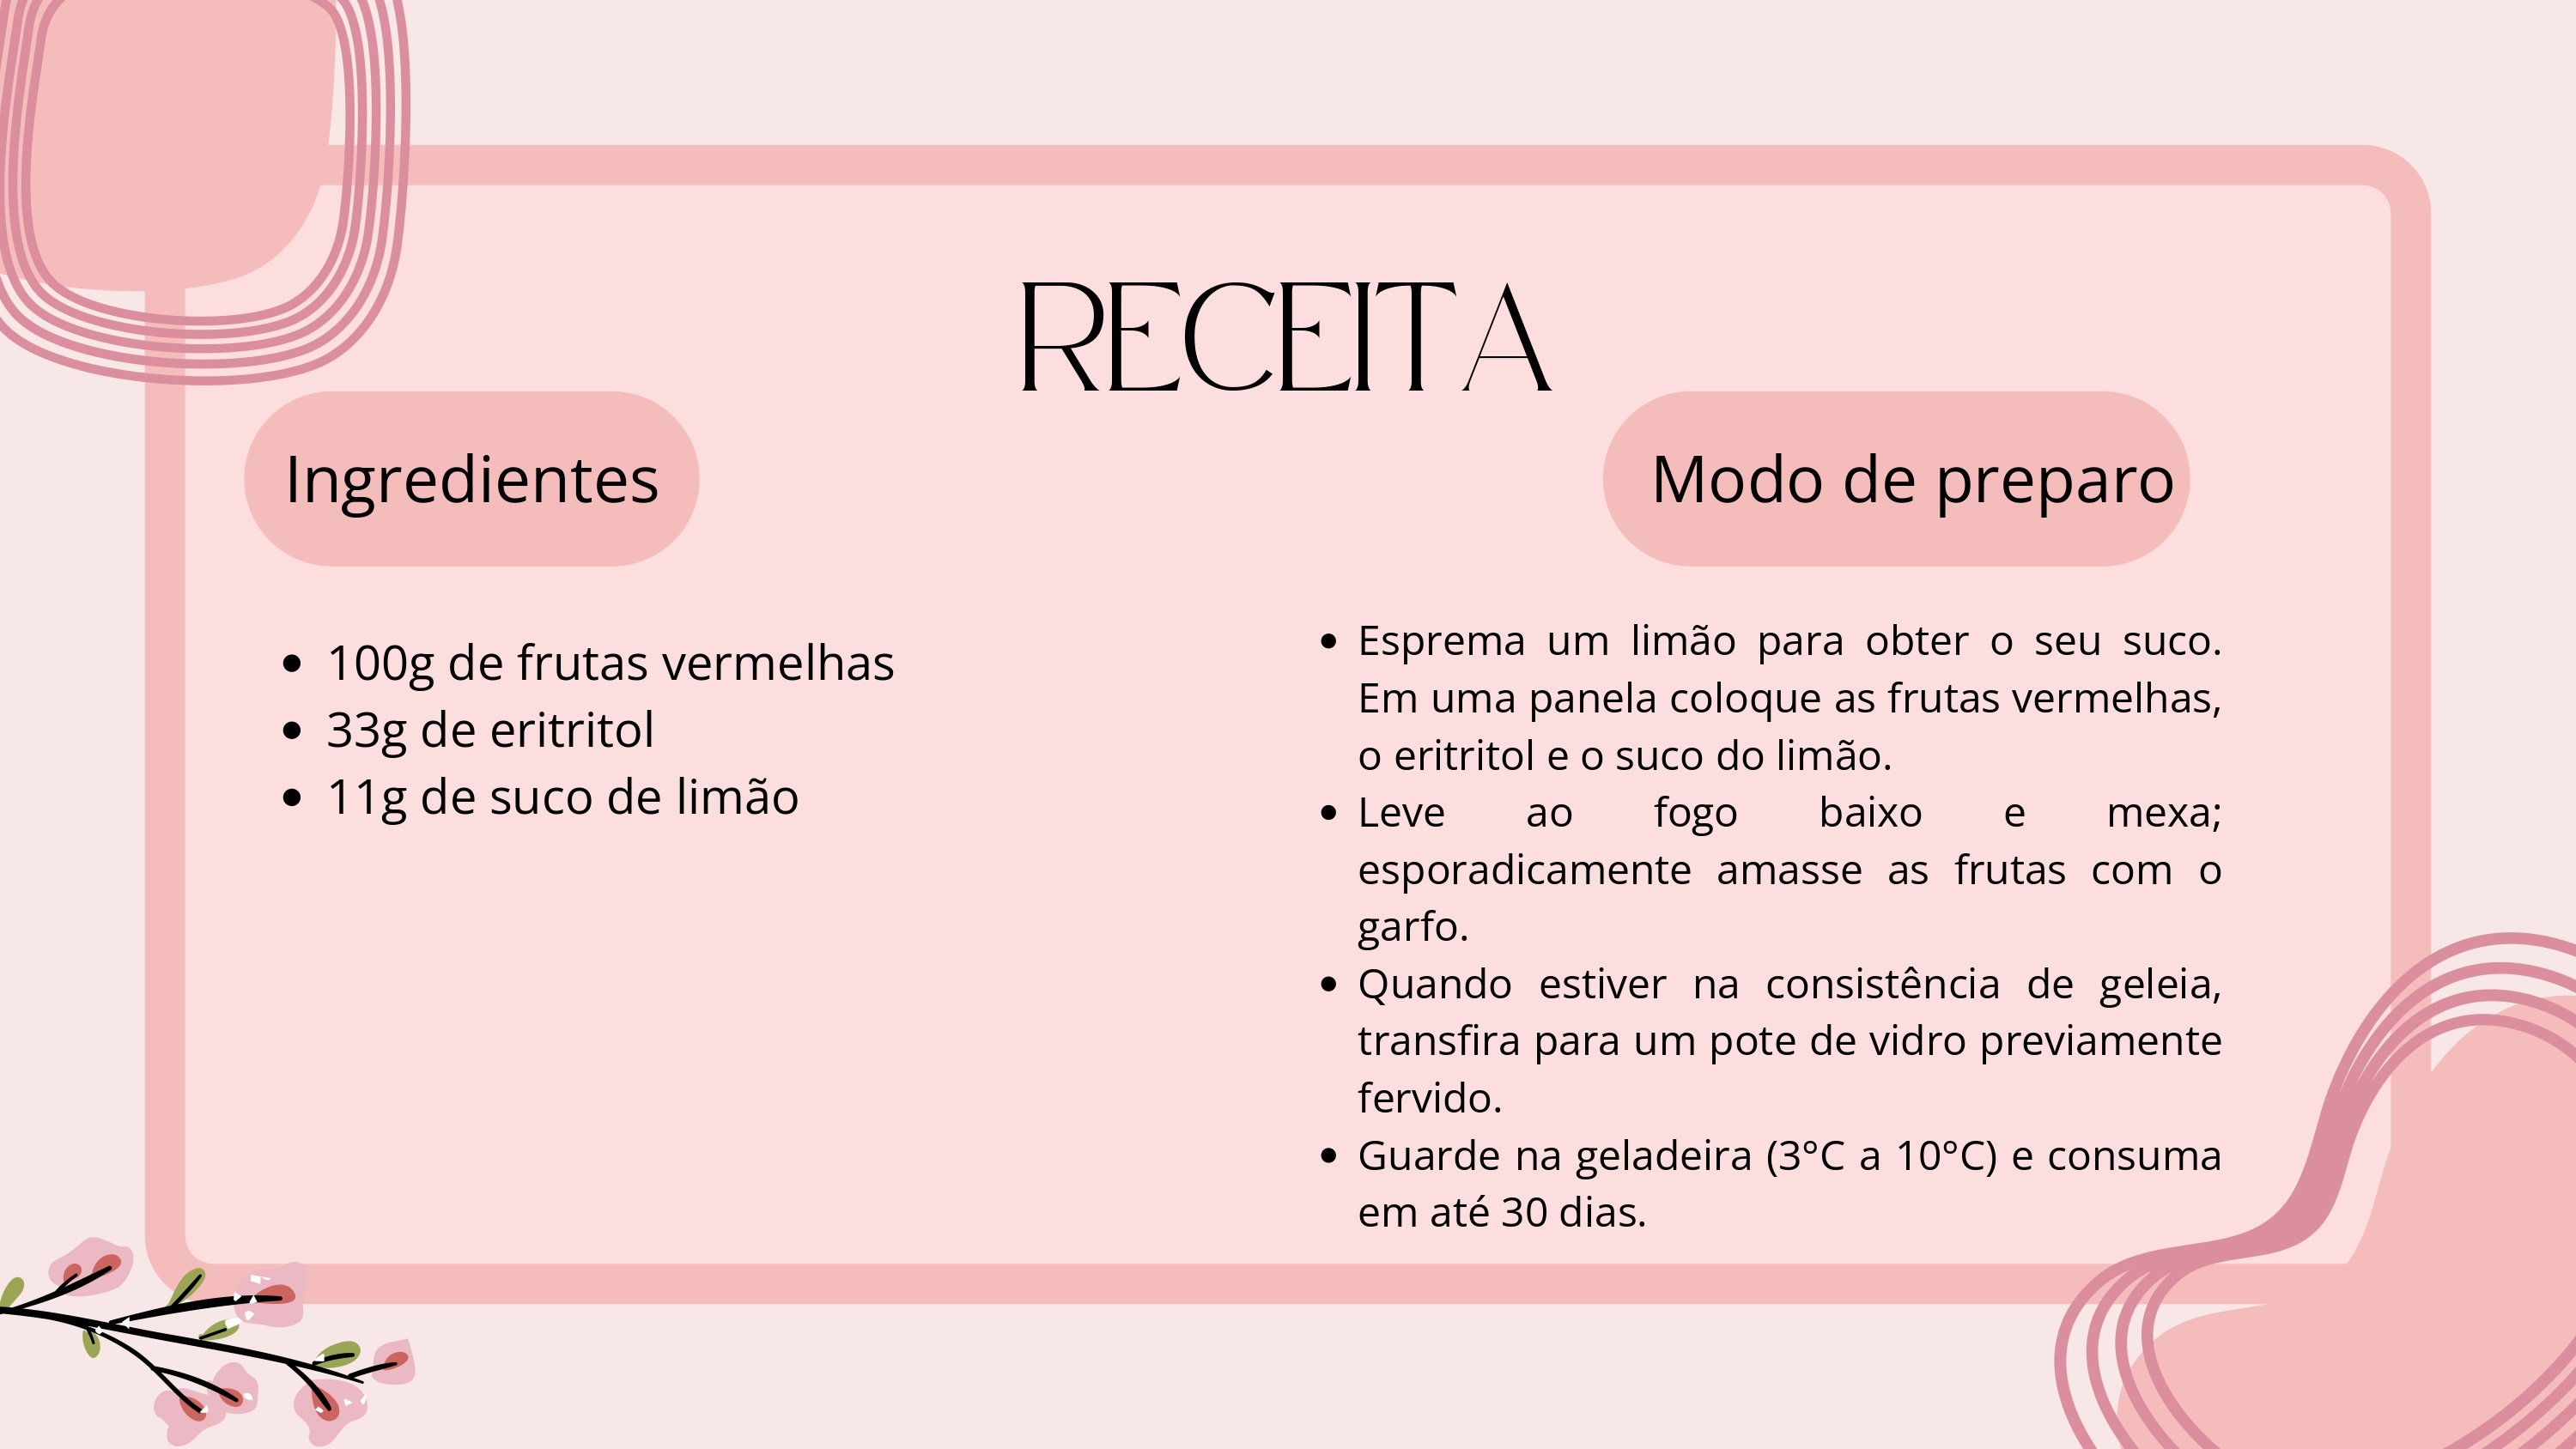 RECEITA
Ingredientes
• 100g de frutas vermelhas
• 33g de eritritol
• 11g de suco de limão
Modo de preparo
• Esprema um limão para obter o seu suco.
Em uma panela coloque as frutas vermelhas,
o eritritol e o suco do limão.
• Leve ao fogo baixo e mexa;
esporadicamente amasse as frutas com o
garfo.
• Quando estiver na consistência de geleia,
transfira para um pote de vidro previamente
fervido.
• Guarde na geladeira (3°C a 10°C) e consuma
em até 30 dias.